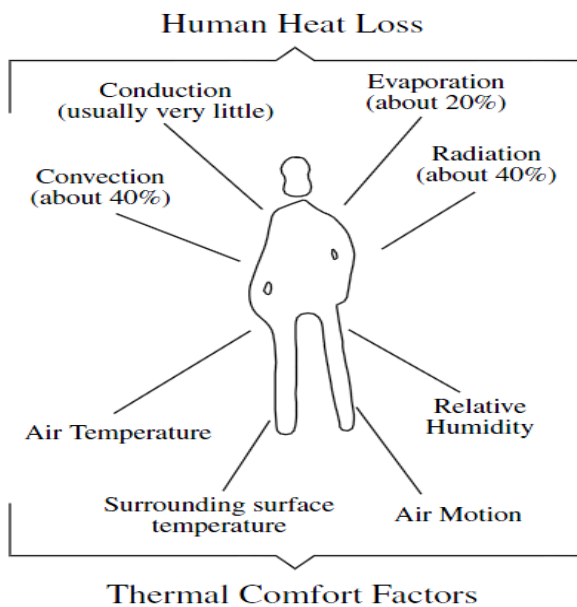 Human Heat Loss
Conduction
(usually very little)
Evaporation
(about 20%)
Convection
(about 40%)
Radiation
(about 40%)
Air Temperature
Relative
Humidity
Surrounding surface
temperature
Air Motion
Thermal Comfort Factors